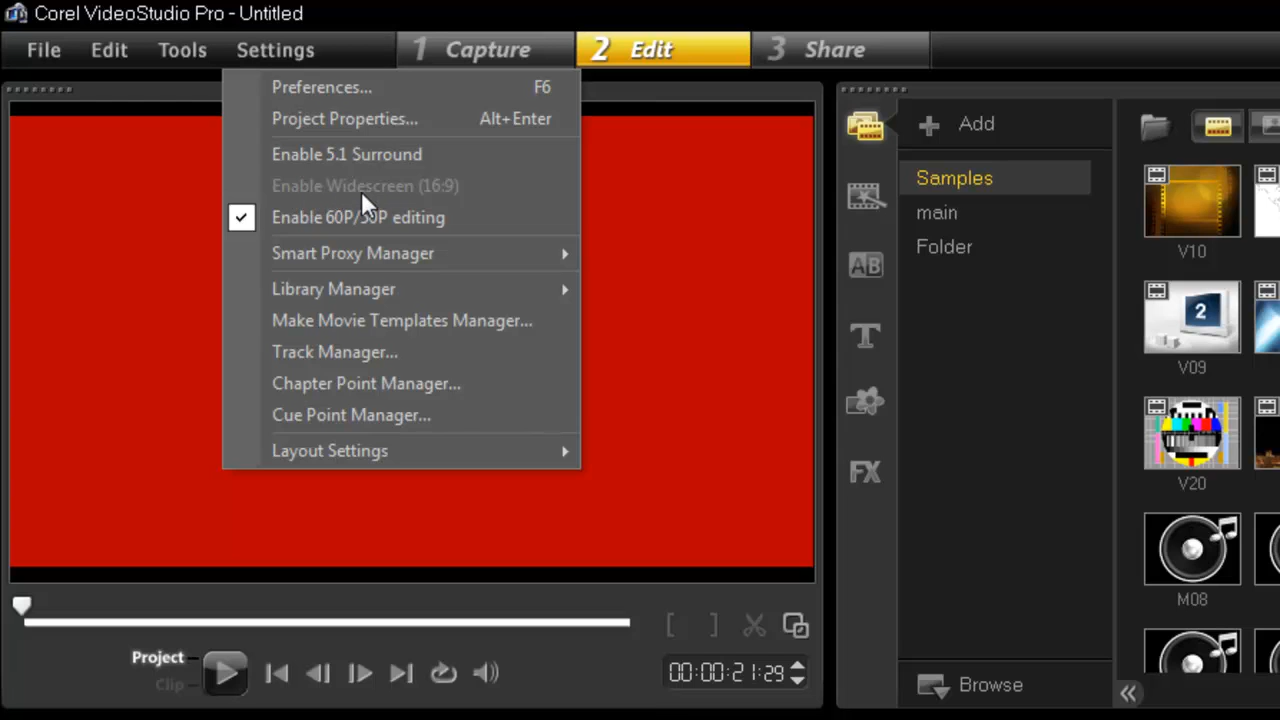 Corel VideoStudio Pro - Untitled
File Edit Tools Settings 1 Capture 2 Edit 3 Share
Preferences... F6
Project Properties... Alt+Enter
Enable 5.1 Surround
Enable Widescreen (16:9)
Enable 60P/50P editing
Smart Proxy Manager
Library Manager
Make Movie Templates Manager...
Track Manager...
Chapter Point Manager...
Cue Point Manager...
Layout Settings
Project
Clip
00:00:21:29
Add
Samples
main
Folder
Browse
AB
T
FX
V10
2
V09
V20
M08